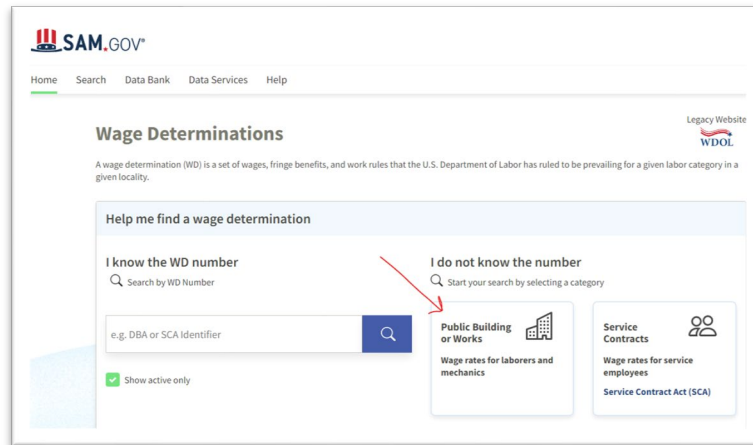 SAM.GOV®
Home Search Data Bank Data Services Help
Legacy Website
WDOL
Wage Determinations
A wage determination (WD) is a set of wages, fringe benefits, and work rules that the U.S. Department of Labor has ruled to be prevailing for a given labor category in a
given locality.
Help me find a wage determination
I know the WD number
Search by WD Number
e.g. DBA or SCA Identifier
Show active only
I do not know the number
Start your search by selecting a category
Public Building
or Works
Wage rates for laborers and
mechanics
Service
Contracts
Wage rates for service
employees
Service Contract Act (SCA)